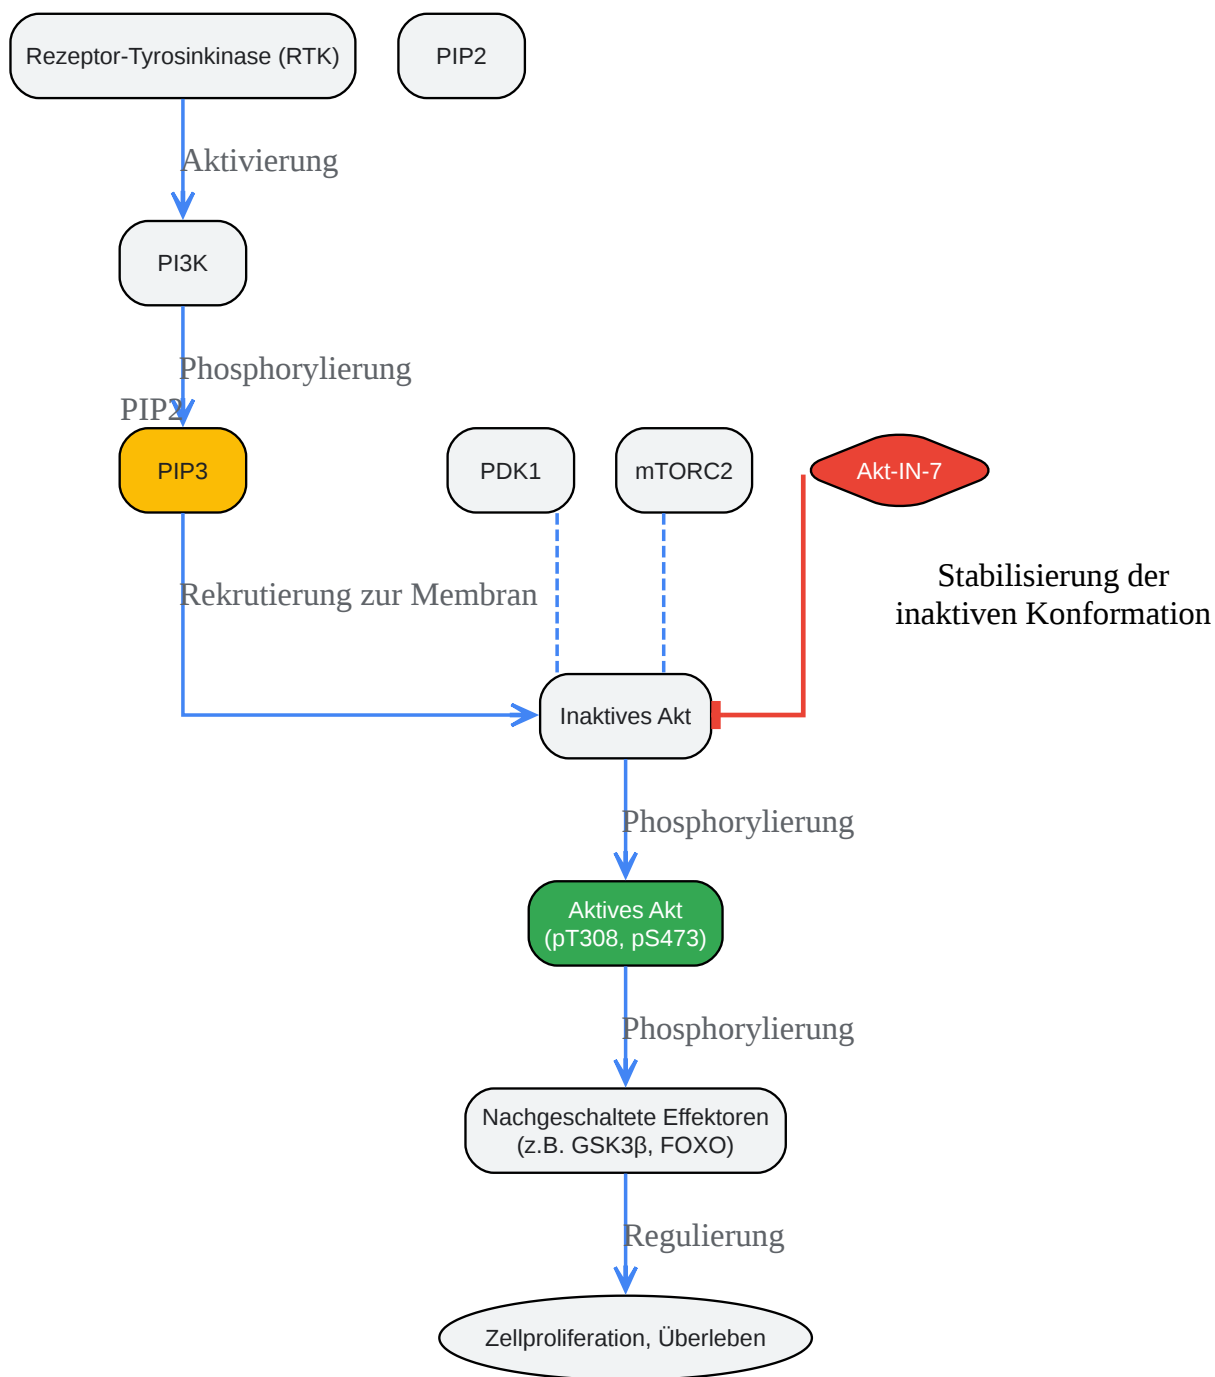 Rezeptor-Tyrosinkinase (RTK)
PIP2
Aktivierung
PI3K
Phosphorylierung
PIP2
PIP3
PDK1
mTORC2
Akt-IN-7
Stabilisierung der
inaktiven Konformation
Rekrutierung zur Membran
Inaktives Akt
Phosphorylierung
Aktives Akt
(pT308, pS473)
Phosphorylierung
Nachgeschaltete Effektoren
(z.B. GSK3β, FOXO)
Regulierung
Zellproliferation, Überleben